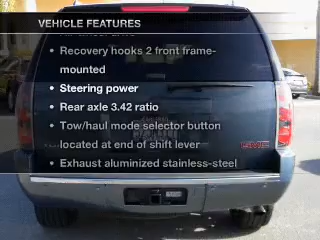 VEHICLE FEATURES
• Recovery hooks 2 front frame-
mounted
• Steering power
• Rear axle 3.42 ratio
• Tow/haul mode selector button
located at end of shift lever
• Exhaust aluminized stainless-steel
GMC